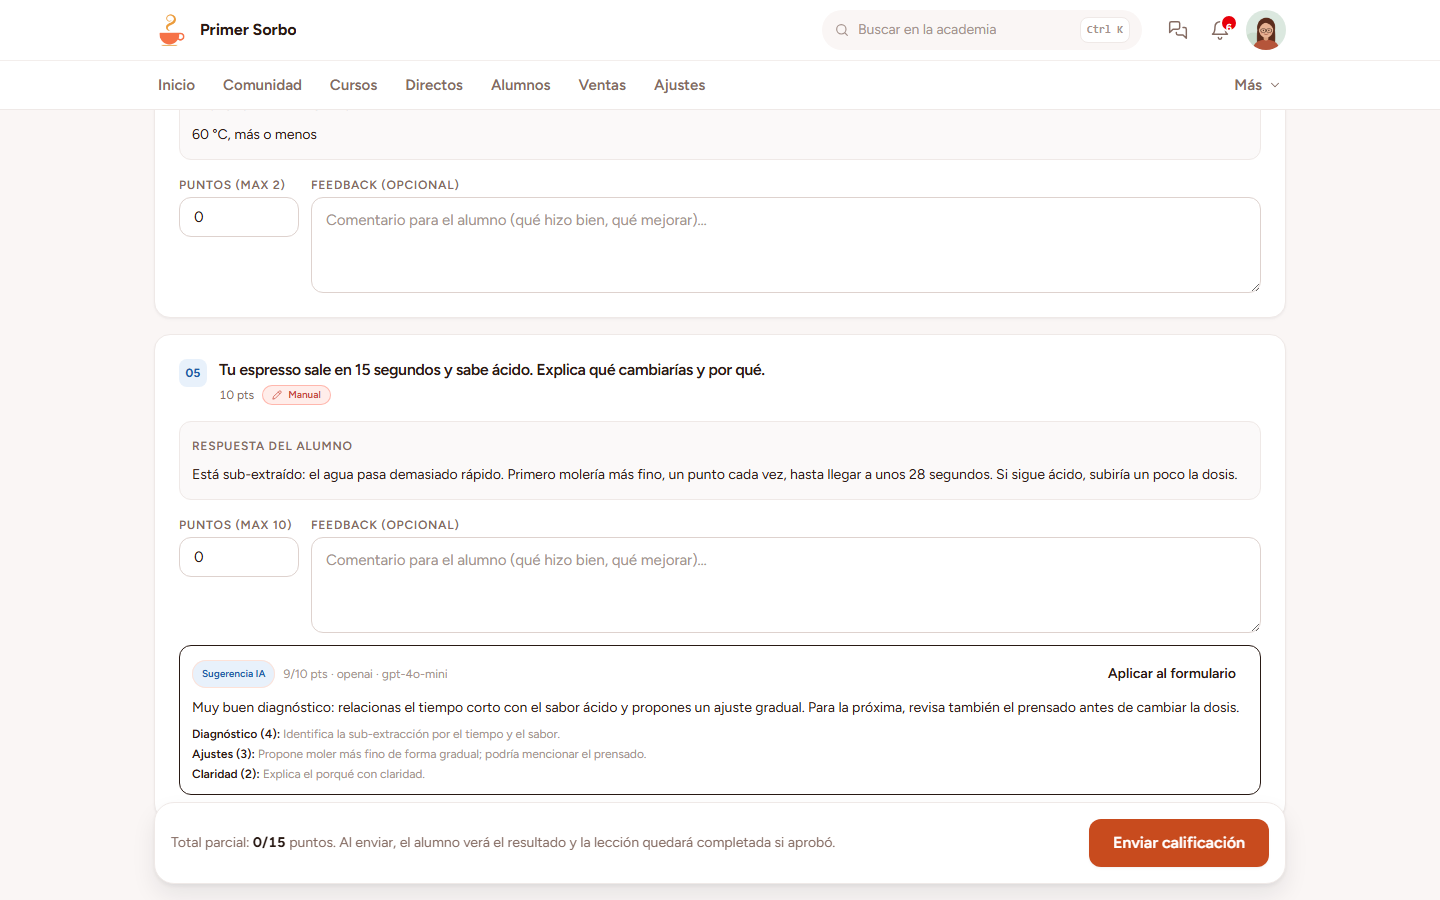 Primer Sorbo
Buscar en la academia
Ctrl K
6
Inicio
Comunidad
Cursos
Directos
Alumnos
Ventas
Ajustes
Más
60 °C, más o menos
PUNTOS (MAX 2)
FEEDBACK (OPCIONAL)
0
Comentario para el alumno (qué hizo bien, qué mejorar)...
05
Tu espresso sale en 15 segundos y sabe ácido. Explica qué cambiarías y por qué.
10 pts
Manual
RESPUESTA DEL ALUMNO
Está sub-extraído: el agua pasa demasiado rápido. Primero molería más fino, un punto cada vez, hasta llegar a unos 28 segundos. Si sigue ácido, subiría un poco la dosis.
PUNTOS (MAX 10)
FEEDBACK (OPCIONAL)
0
Comentario para el alumno (qué hizo bien, qué mejorar)...
Sugerencia IA
9/10 pts · openai · gpt-4o-mini
Aplicar al formulario
Muy buen diagnóstico: relacionas el tiempo corto con el sabor ácido y propones un ajuste gradual. Para la próxima, revisa también el prensado antes de cambiar la dosis.
Diagnóstico (4): Identifica la sub-extracción por el tiempo y el sabor.
Ajustes (3): Propone moler más fino de forma gradual; podría mencionar el prensado.
Claridad (2): Explica el porqué con claridad.
Total parcial: 0/15 puntos. Al enviar, el alumno verá el resultado y la lección quedará completada si aprobó.
Enviar calificación